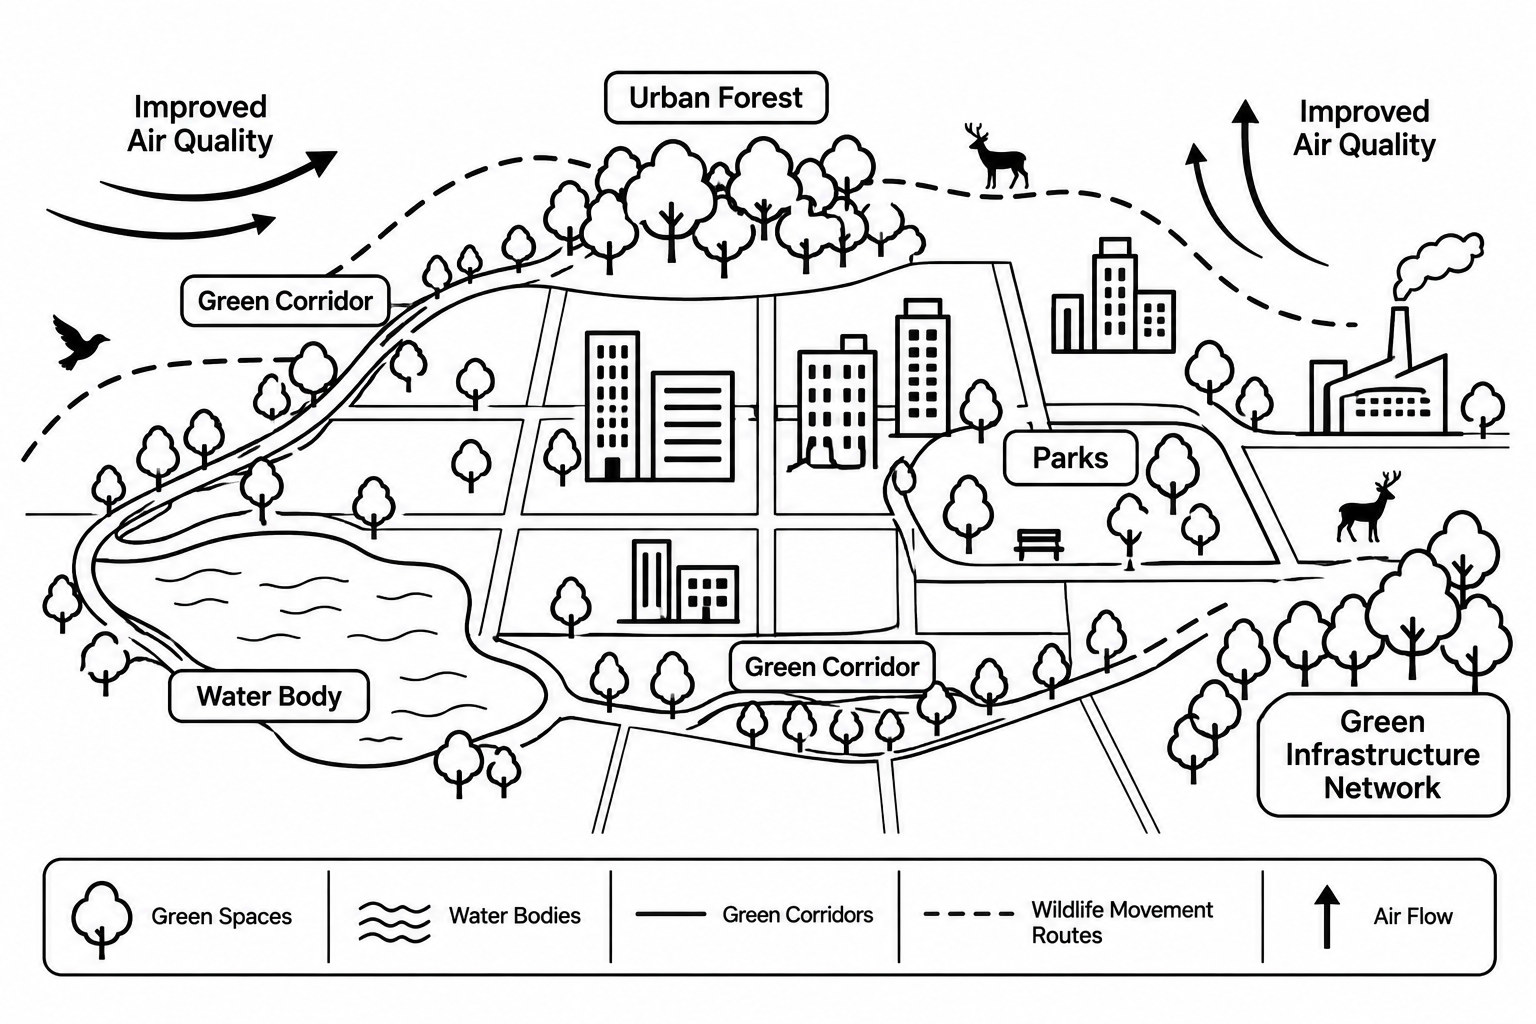 Urban Forest
Improved
Air Quality
Improved
Air Quality
Green Corridor
Parks
Green Corridor
Water Body
Green
Infrastructure
Network
Green Spaces
Water Bodies
Green Corridors
Wildlife Movement
Routes
Air Flow